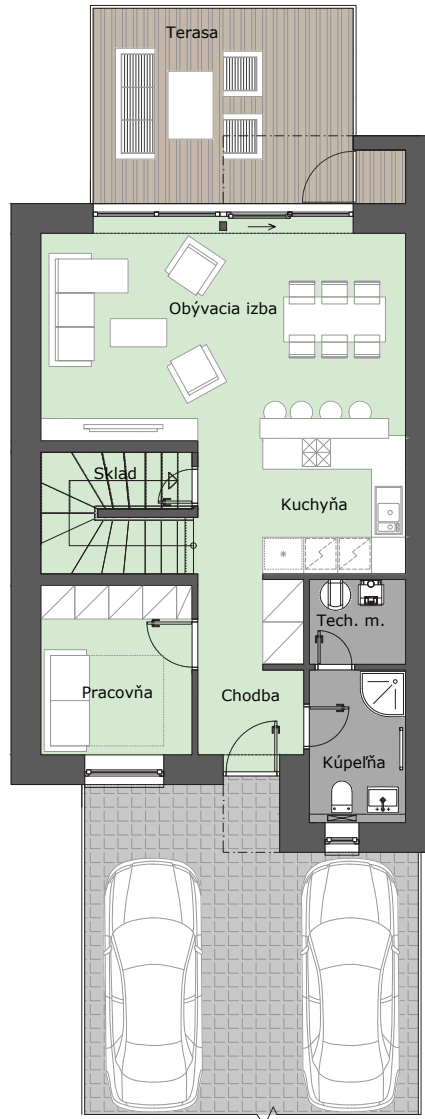 Terasa
Obývacia izba
Sklad
Kuchyňa
Tech. m.
Pracovňa
Chodba
Kúpeľňa